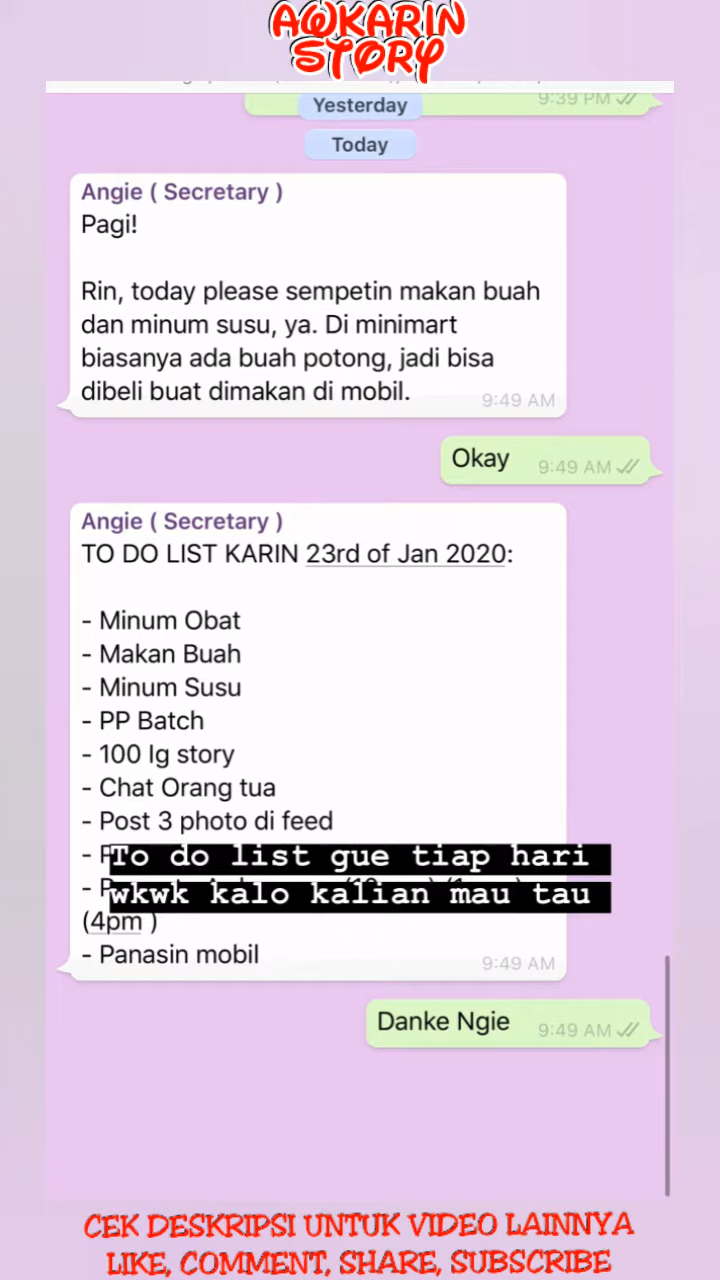 AWKARIN
STORY
9:39 PM
Yesterday
Today
Angie ( Secretary )
Pagi!
Rin, today please sempetin makan buah
dan minum susu, ya. Di minimart
biasanya ada buah potong, jadi bisa
dibeli buat dimakan di mobil.
9:49 AM
Okay
9:49 AM
Angie ( Secretary )
TO DO LIST KARIN 23rd of Jan 2020:
- Minum Obat
- Makan Buah
- Minum Susu
- PP Batch
- 100 Ig story
- Chat Orang tua
- Post 3 photo di feed
To do list gue tiap hari
wkwk kalo kalian mau tau
(4pm )
- Panasin mobil
9:49 AM
Danke Ngie
9:49 AM
CEK DESKRIPSI UNTUK VIDEO LAINNYA
LIKE, COMMENT, SHARE, SUBSCRIBE